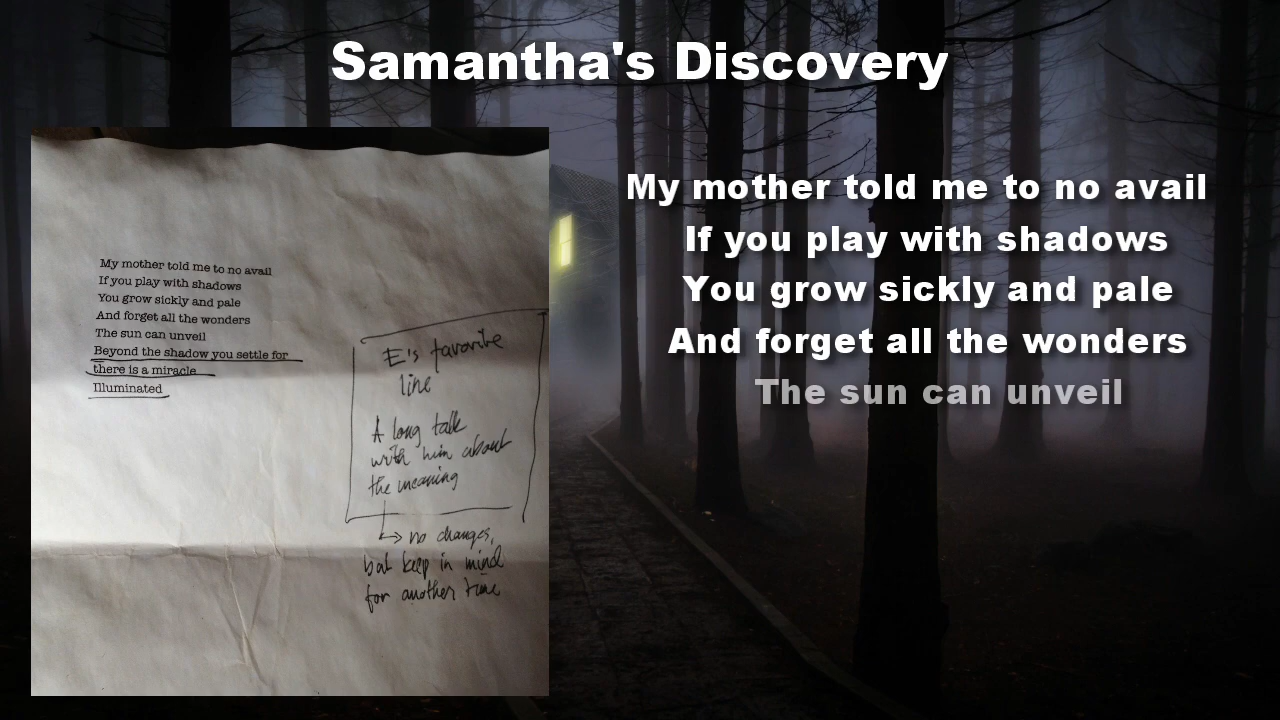 Samantha's Discovery
My mother told me to no avail
If you play with shadows
You grow sickly and pale
And forget all the wonders
The sun can unveil
Beyond the shadow you settle for
there is a miracle
Illuminated
E's favorite
line
A long talk
with him about
the meaning
→ no changes,
but keep in mind
for another time
My mother told me to no avail
If you play with shadows
You grow sickly and pale
And forget all the wonders
The sun can unveil